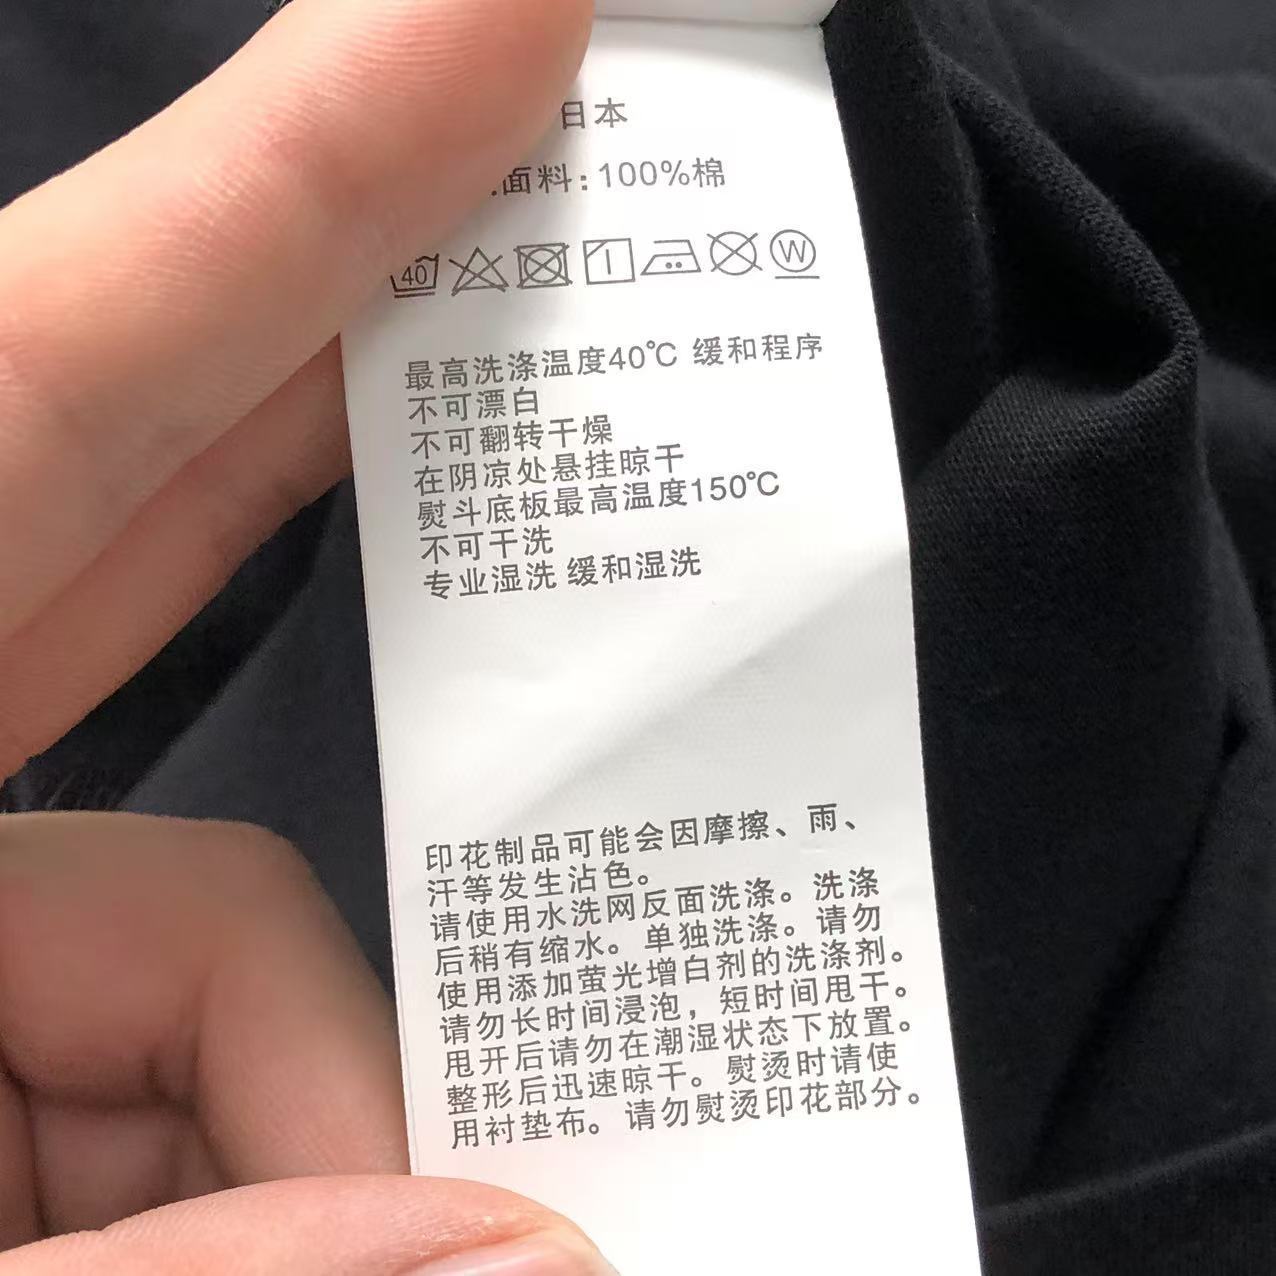 日本
面料:100%棉
40 W
最高洗涤温度40℃ 缓和程序
不可漂白
不可翻转干燥
在阴凉处悬挂晾干
熨斗底板最高温度150℃
不可干洗
专业湿洗 缓和湿洗
印花制品可能会因摩擦、雨、
汗等发生沾色。
请使用水洗网反面洗涤。洗涤
后稍有缩水。单独洗涤。请勿
使用添加萤光增白剂的洗涤剂。
请勿长时间浸泡，短时间甩干。
甩开后请勿在潮湿状态下放置。
整形后迅速晾干。熨烫时请使
用衬垫布。请勿熨烫印花部分。